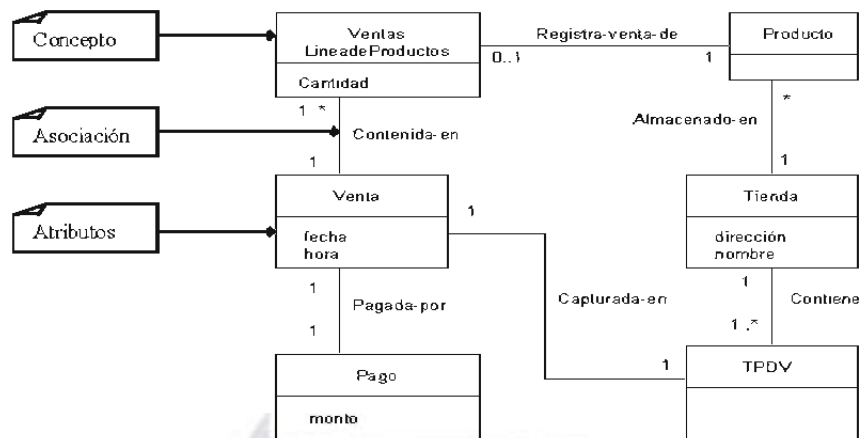 Concepto
Ventas
LineadeProductos
Cantidad
Registra-venta-de
0..1
1
Producto
1 *
Asociación
Contenida-en
1
*
Almacenado-en
1
Atributos
Venta
fecha
hora
1
Tienda
dirección
nombre
1
Pagada-por
1
Capturada-en
1
1
Contiene
1..*
Pago
monto
TPDV